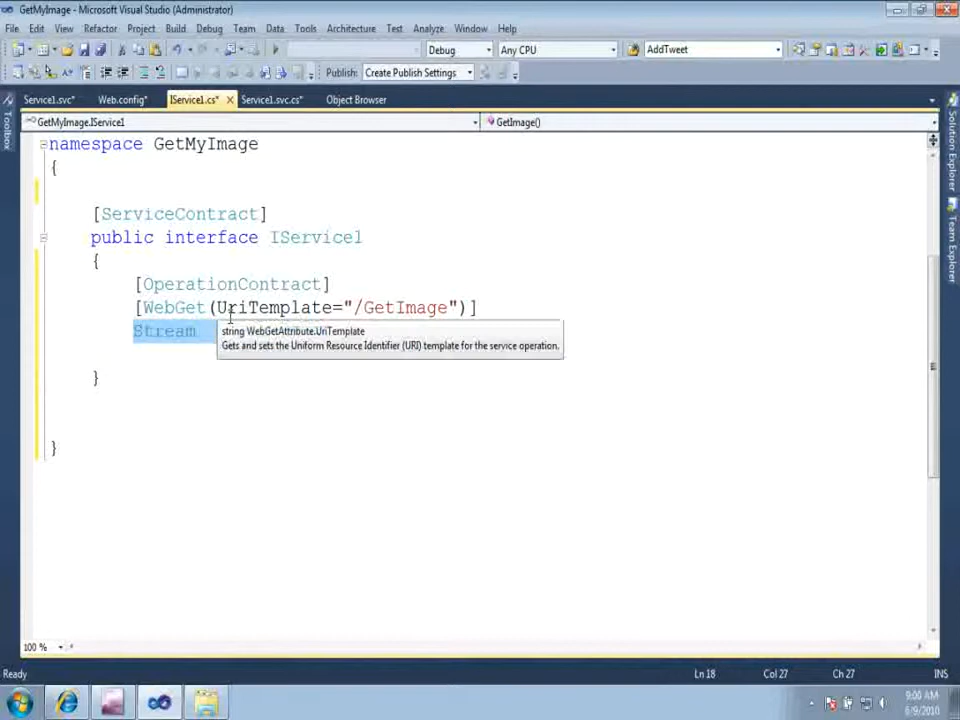 GetMyImage - Microsoft Visual Studio (Administrator)
File Edit View Refactor Project Build Debug Team Data Tools Architecture Test Analyze Window Help
Debug Any CPU AddTweet
Publish: Create Publish Settings
Service1.svc* Web.config* IService1.cs* x Service1.svc.cs* Object Browser
GetMyImage.IService1 GetImage()
Toolbox
Solution Explorer
Team Explorer
namespace GetMyImage
{
[ServiceContract]
public interface IService1
{
[OperationContract]
[WebGet(UriTemplate="/GetImage")]
Stream
string WebGetAttribute.UriTemplate
Gets and sets the Uniform Resource Identifier (URI) template for the service operation.
}
}
100 %
Ready Ln 18 Col 27 Ch 27 INS
9:00 AM
6/9/2010